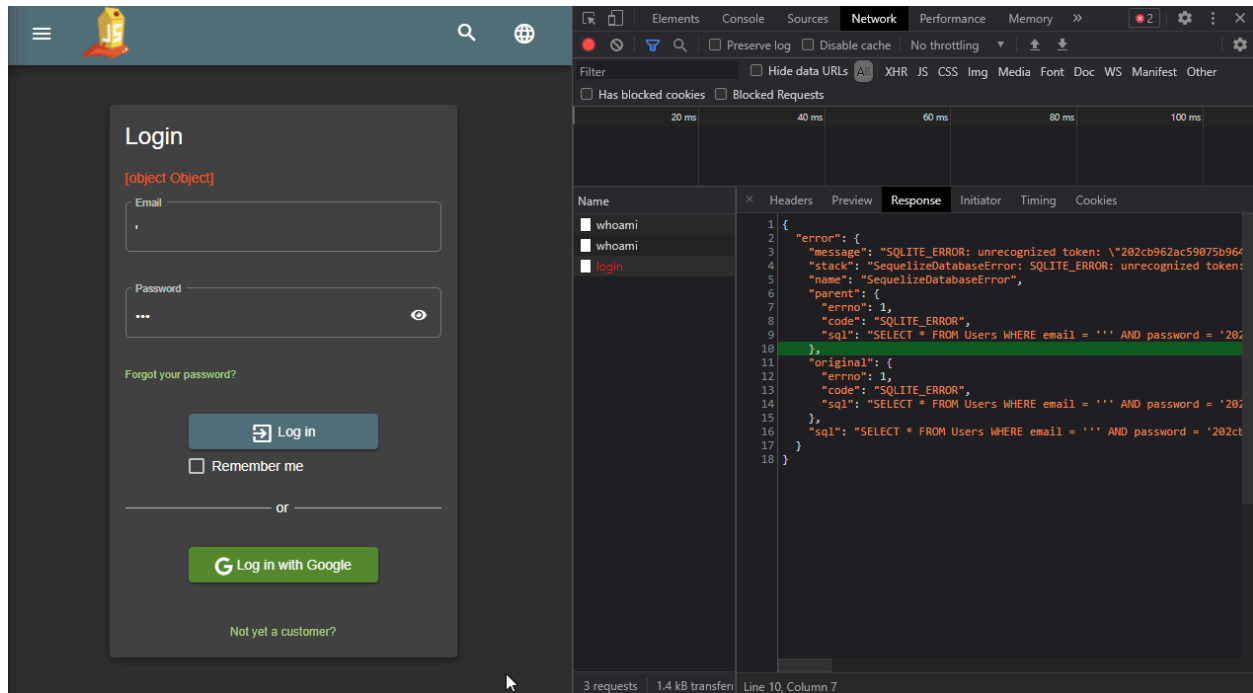 JS
Login
[object Object]
Email
'
Password
•••
Forgot your password?
Log in
Remember me
or
G Log in with Google
Not yet a customer?
Elements Console Sources Network Performance Memory » 2
Preserve log Disable cache No throttling
Filter Hide data URLs All XHR JS CSS Img Media Font Doc WS Manifest Other
Has blocked cookies Blocked Requests
20 ms 40 ms 60 ms 80 ms 100 ms
Name
whoami
whoami
login
3 requests 1.4 kB transferr
× Headers Preview Response Initiator Timing Cookies
1 {
2 "error": {
3 "message": "SQLITE_ERROR: unrecognized token: \"202cb962ac59075b964
4 "stack": "SequelizeDatabaseError: SQLITE_ERROR: unrecognized token:
5 "name": "SequelizeDatabaseError",
6 "parent": {
7 "errno": 1,
8 "code": "SQLITE_ERROR",
9 "sql": "SELECT * FROM Users WHERE email = ''' AND password = '202
10 },
11 "original": {
12 "errno": 1,
13 "code": "SQLITE_ERROR",
14 "sql": "SELECT * FROM Users WHERE email = ''' AND password = '202
15 },
16 "sql": "SELECT * FROM Users WHERE email = ''' AND password = '202cb
17 }
18 }
Line 10, Column 7